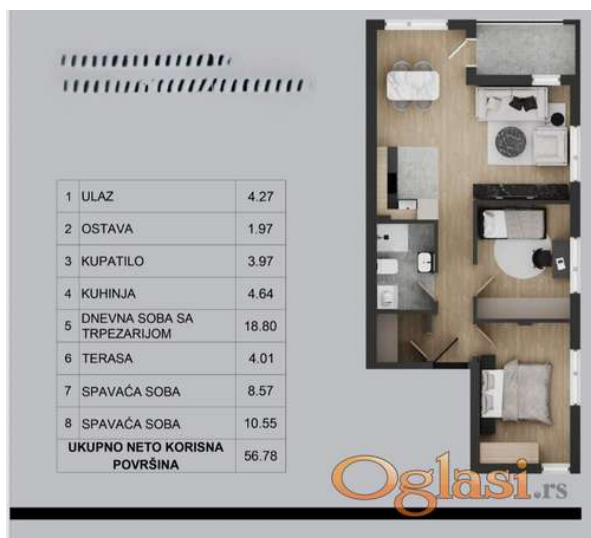 1 ULAZ 4.27
2 OSTAVA 1.97
3 KUPATILO 3.97
4 KUHINJA 4.64
5 DNEVNA SOBA SA
TRPEZARIJOM 18.80
6 TERASA 4.01
7 SPAVAĆA SOBA 8.57
8 SPAVAĆA SOBA 10.55
UKUPNO NETO KORISNA
POVRŠINA 56.78
Oglasi.rs